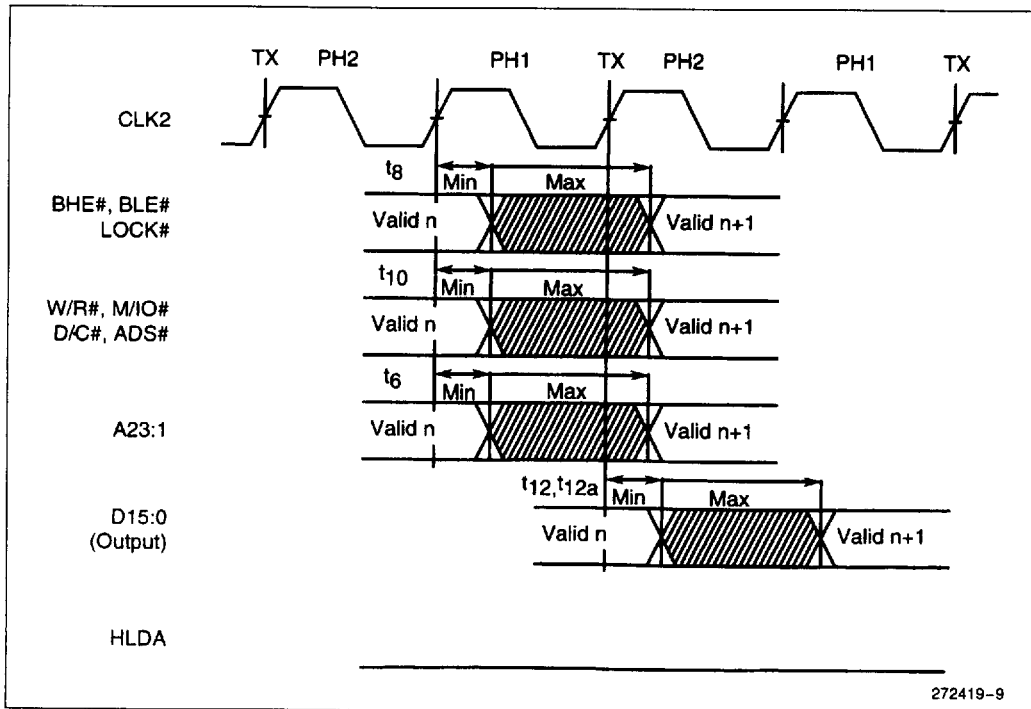 TX PH2 PH1 TX PH2 PH1 TX
CLK2
t8
Min Max
BHE#, BLE#
LOCK#
Valid n Valid n+1
t10
Min Max
W/R#, M/IO#
D/C#, ADS#
Valid n Valid n+1
t6
Min Max
A23:1
Valid n Valid n+1
t12,t12a
Min Max
D15:0
(Output)
Valid n Valid n+1
HLDA
272419-9